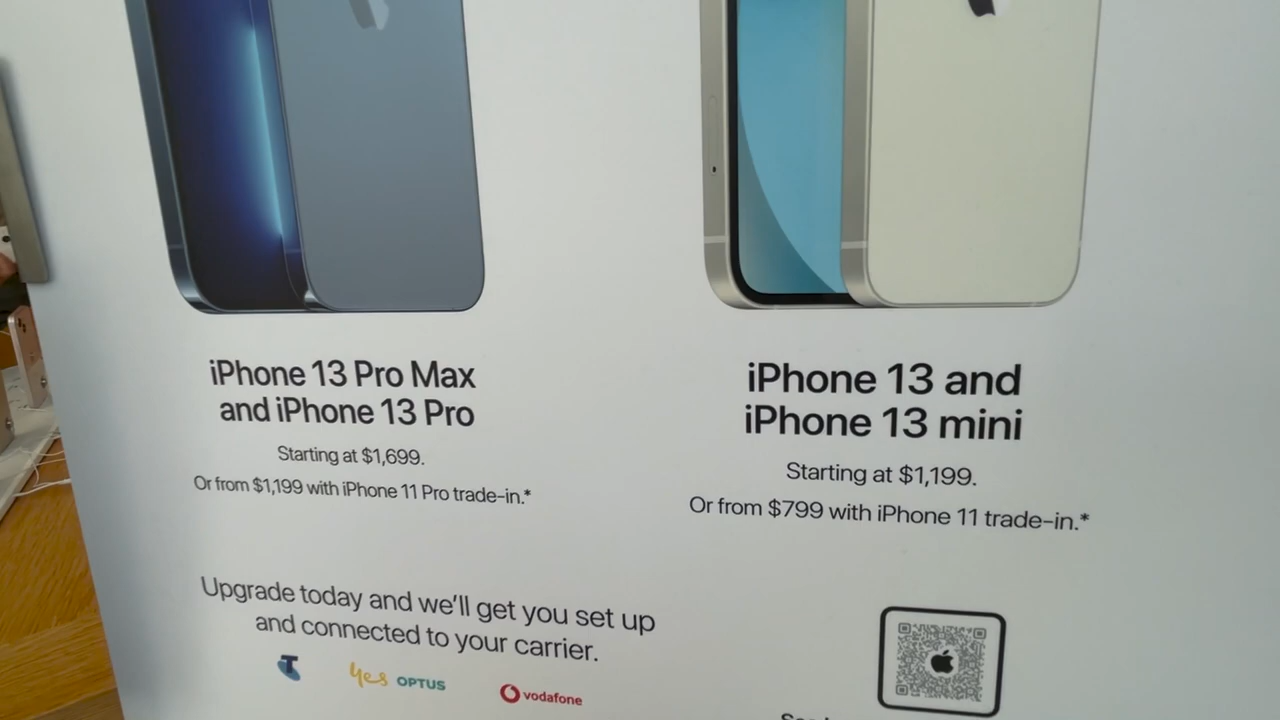 iPhone 13 Pro Max
and iPhone 13 Pro
Starting at $1,699.
Or from $1,199 with iPhone 11 Pro trade-in.*
iPhone 13 and
iPhone 13 mini
Starting at $1,199.
Or from $799 with iPhone 11 trade-in.*
Upgrade today and we'll get you set up
and connected to your carrier.
T
yes OPTUS
vodafone